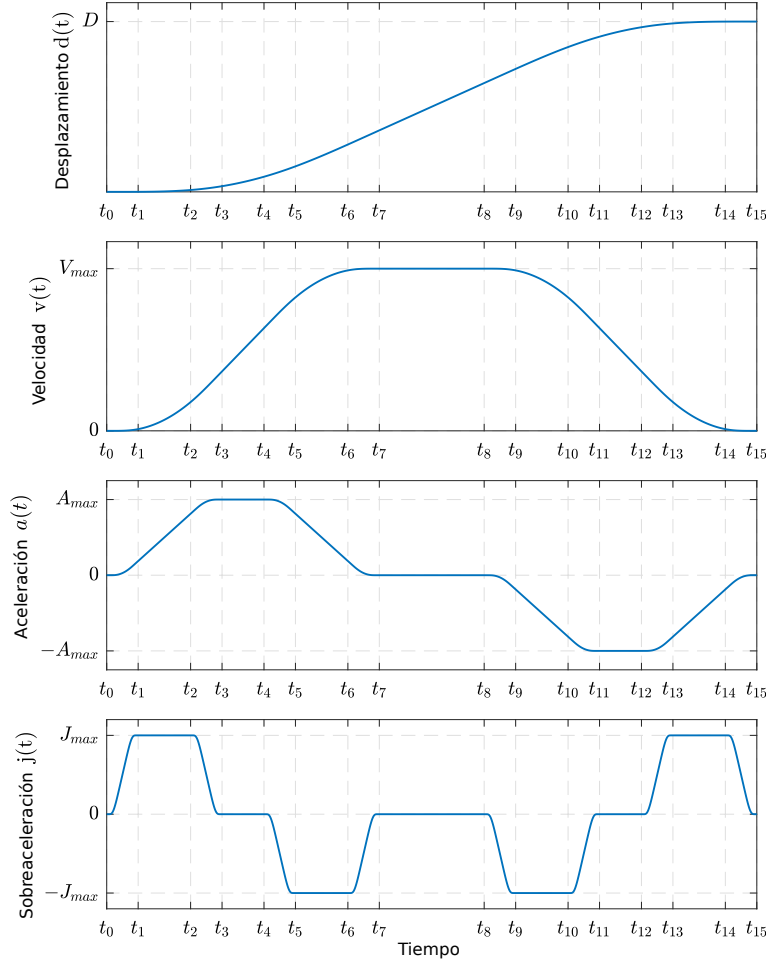 Desplazamiento d(t)
D
t₀ t₁ t₂ t₃ t₄ t₅ t₆ t₇ t₈ t₉ t₁₀ t₁₁ t₁₂ t₁₃ t₁₄ t₁₅
Velocidad v(t)
Vₘₐₓ
0
t₀ t₁ t₂ t₃ t₄ t₅ t₆ t₇ t₈ t₉ t₁₀ t₁₁ t₁₂ t₁₃ t₁₄ t₁₅
Aceleración a(t)
Aₘₐₓ
0
−Aₘₐₓ
t₀ t₁ t₂ t₃ t₄ t₅ t₆ t₇ t₈ t₉ t₁₀ t₁₁ t₁₂ t₁₃ t₁₄ t₁₅
Sobreaceleración j(t)
Jₘₐₓ
0
−Jₘₐₓ
t₀ t₁ t₂ t₃ t₄ t₅ t₆ t₇ t₈ t₉ t₁₀ t₁₁ t₁₂ t₁₃ t₁₄ t₁₅
Tiempo